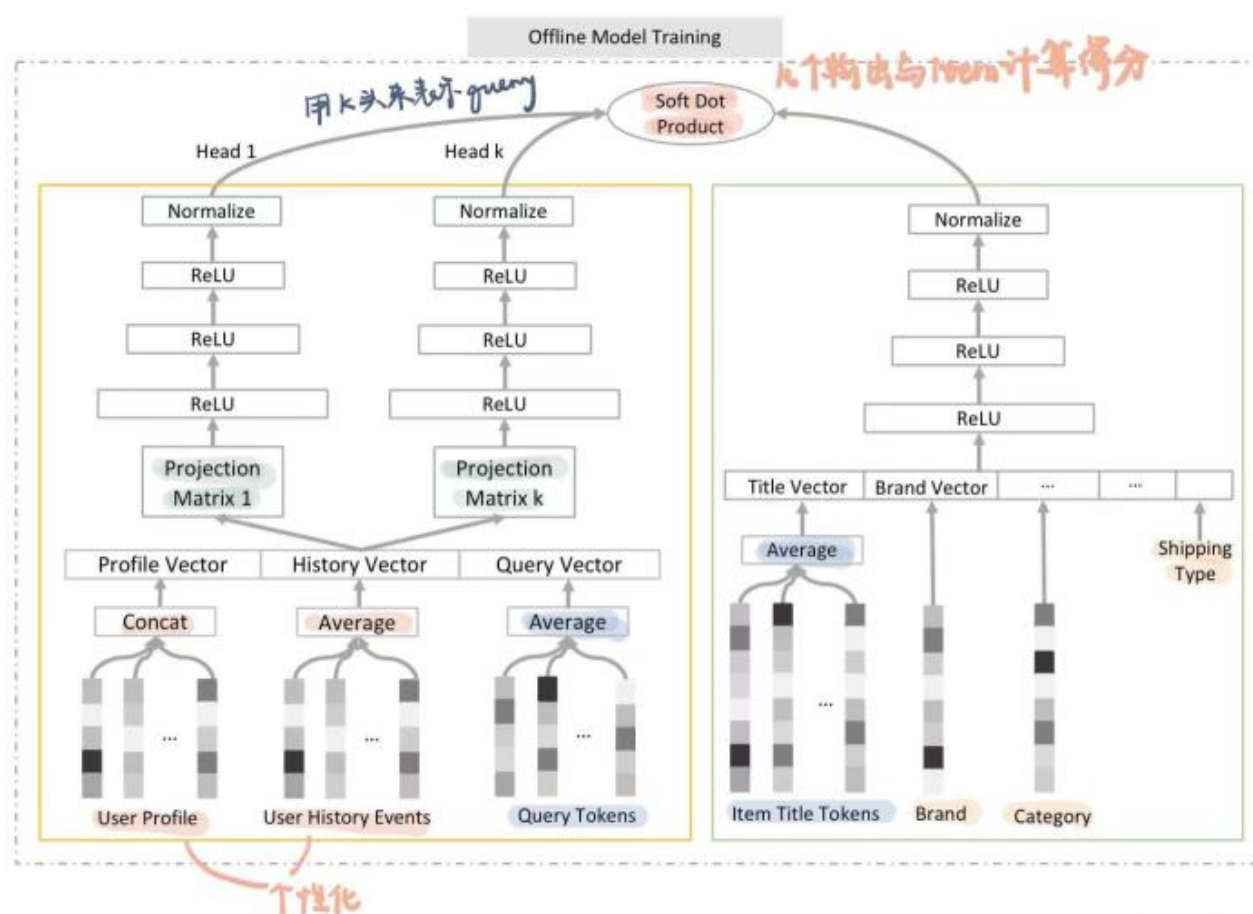 Offline Model Training
用k头来表示query
k个输出与item计算得分
Soft Dot
Product
Head 1
Head k
Normalize
Normalize
ReLU
ReLU
ReLU
ReLU
ReLU
ReLU
Projection
Matrix 1
Projection
Matrix k
Profile Vector
History Vector
Query Vector
Concat
Average
Average
...
...
...
User Profile
User History Events
Query Tokens
个性化
Normalize
ReLU
ReLU
ReLU
Title Vector
Brand Vector
...
...
Average
Shipping
Type
...
Item Title Tokens
Brand
Category